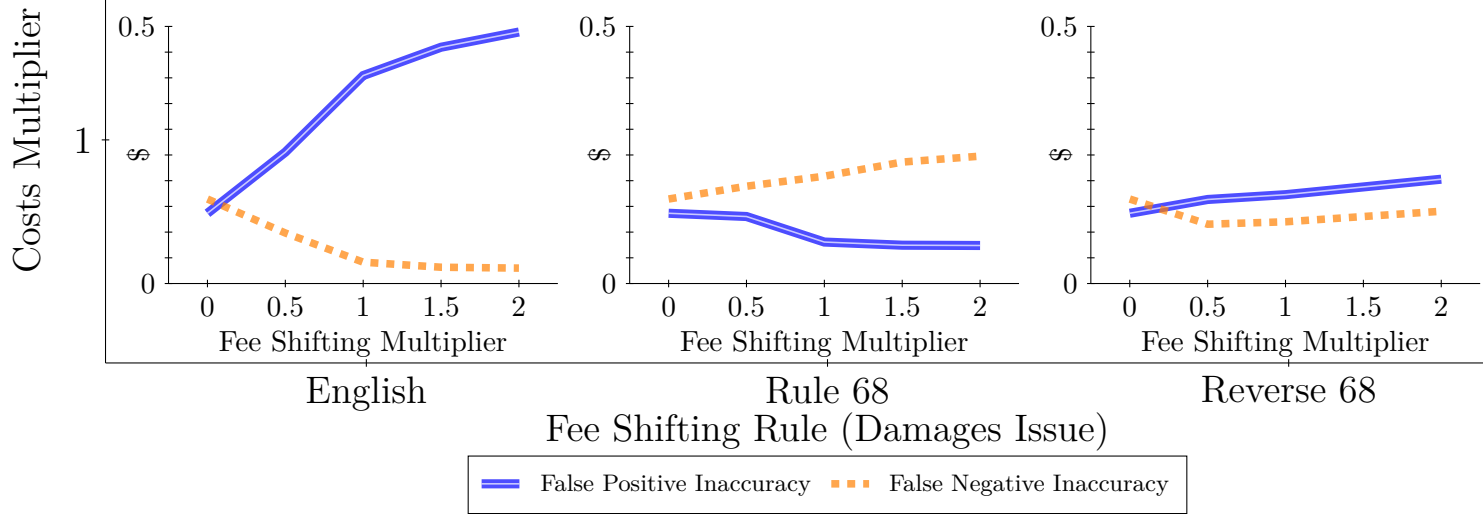 Costs Multiplier
1
0.5
$
0
0 0.5 1 1.5 2
Fee Shifting Multiplier
0.5
$
0
0 0.5 1 1.5 2
Fee Shifting Multiplier
0.5
$
0
0 0.5 1 1.5 2
Fee Shifting Multiplier
English Rule 68 Reverse 68
Fee Shifting Rule (Damages Issue)
False Positive Inaccuracy False Negative Inaccuracy